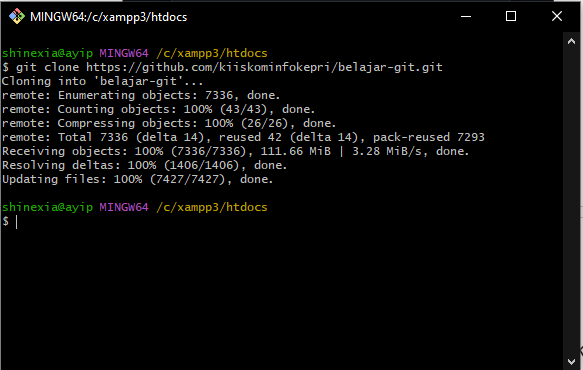 MINGW64:/c/xampp3/htdocs
shinexia@ayip MINGW64 /c/xampp3/htdocs
$ git clone https://github.com/kiiskominfokepri/belajar-git.git
Cloning into 'belajar-git'...
remote: Enumerating objects: 7336, done.
remote: Counting objects: 100% (43/43), done.
remote: Compressing objects: 100% (26/26), done.
remote: Total 7336 (delta 14), reused 42 (delta 14), pack-reused 7293
Receiving objects: 100% (7336/7336), 111.66 MiB | 3.28 MiB/s, done.
Resolving deltas: 100% (1406/1406), done.
Updating files: 100% (7427/7427), done.
shinexia@ayip MINGW64 /c/xampp3/htdocs
$